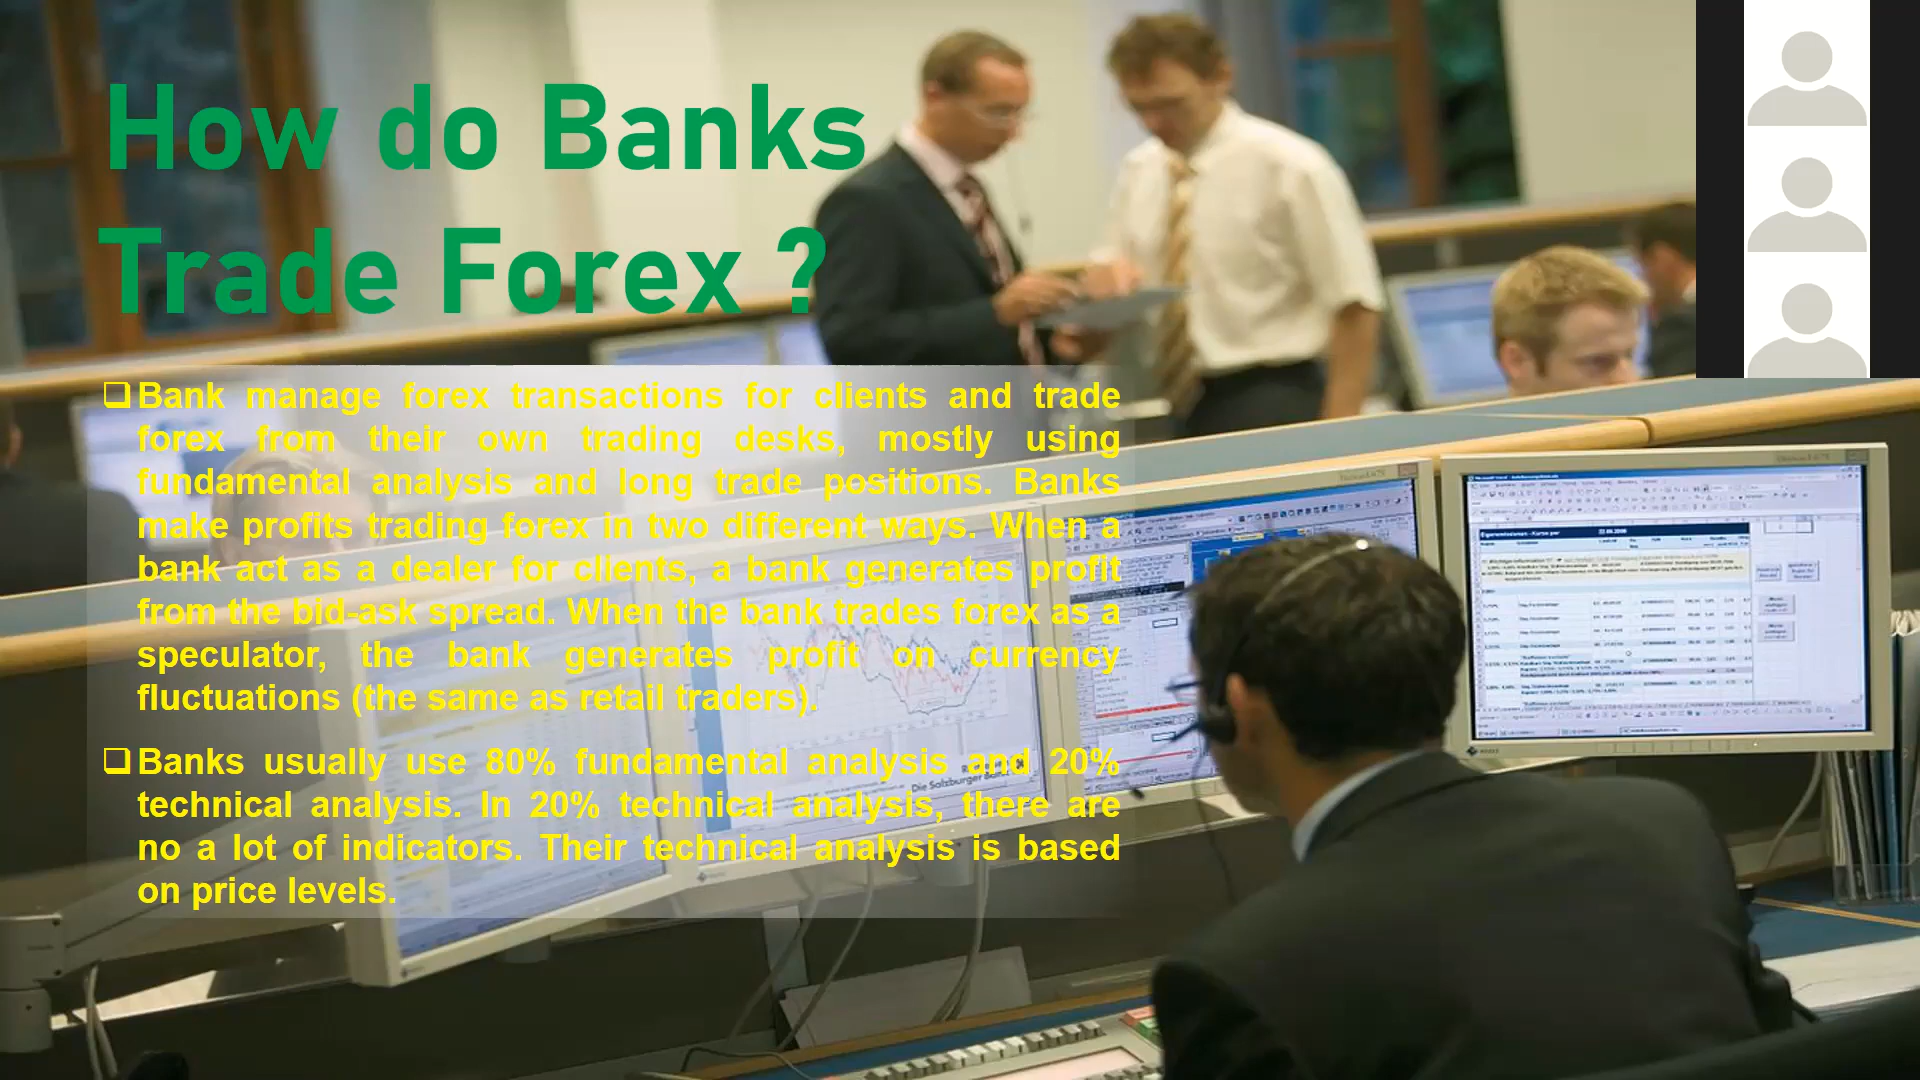 How do Banks
Trade Forex ?
❑Bank manage forex transactions for clients and trade
forex from their own trading desks, mostly using
fundamental analysis and long trade positions. Banks
make profits trading forex in two different ways. When a
bank act as a dealer for clients, a bank generates profit
from the bid-ask spread. When the bank trades forex as a
speculator, the bank generates profit on currency
fluctuations (the same as retail traders).
❑Banks usually use 80% fundamental analysis and 20%
technical analysis. In 20% technical analysis, there are
no a lot of indicators. Their technical analysis is based
on price levels.
Die Salzburger